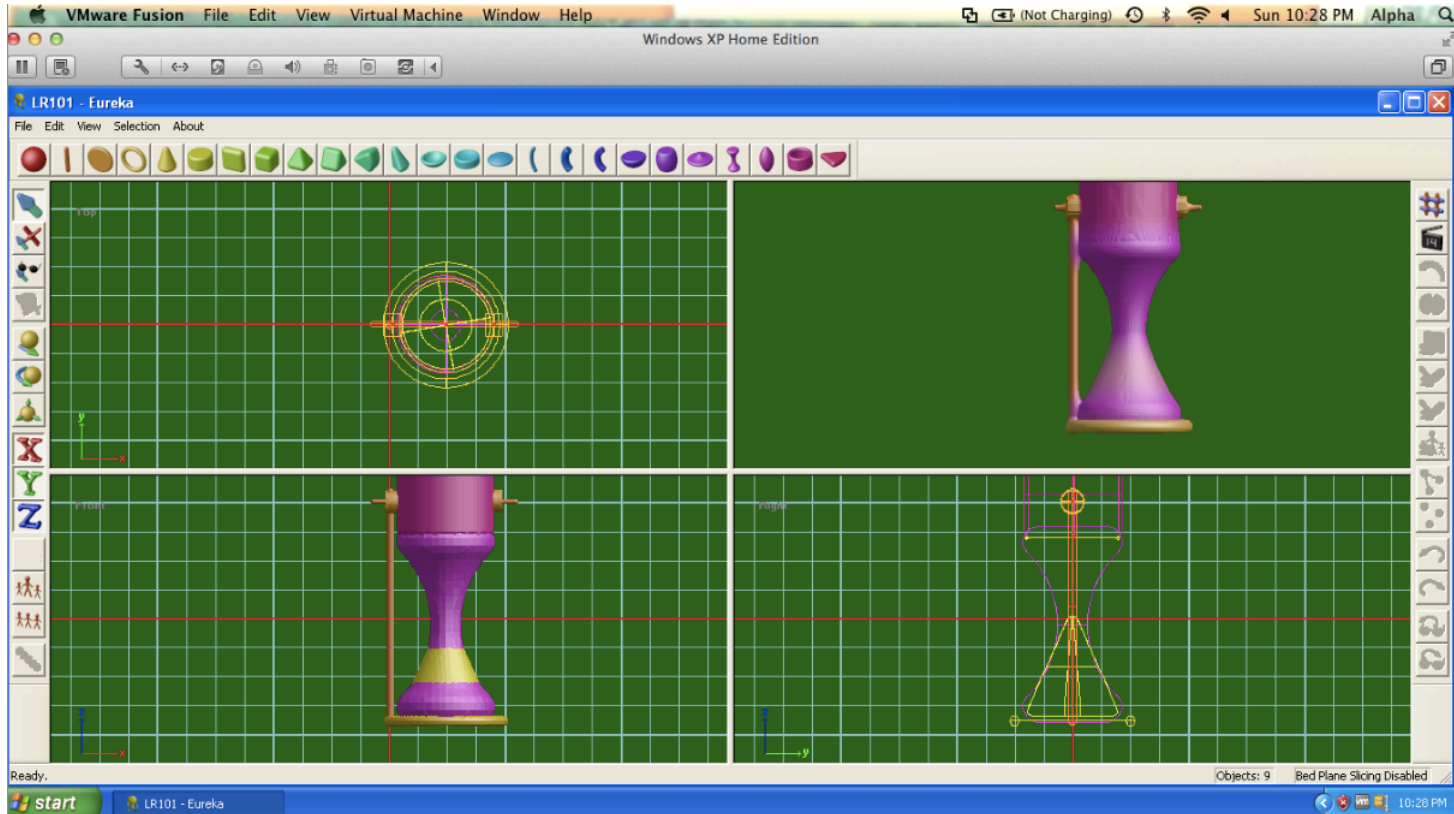 VMware Fusion File Edit View Virtual Machine Window Help (Not Charging) Sun 10:28 PM Alpha
Windows XP Home Edition
LR101 - Eureka
File Edit View Selection About
Top
14
y
x
X
Y
Z
Front
Right
z
x
z
y
Ready. Objects: 9 Bed Plane Slicing Disabled
start LR101 - Eureka 10:28 PM